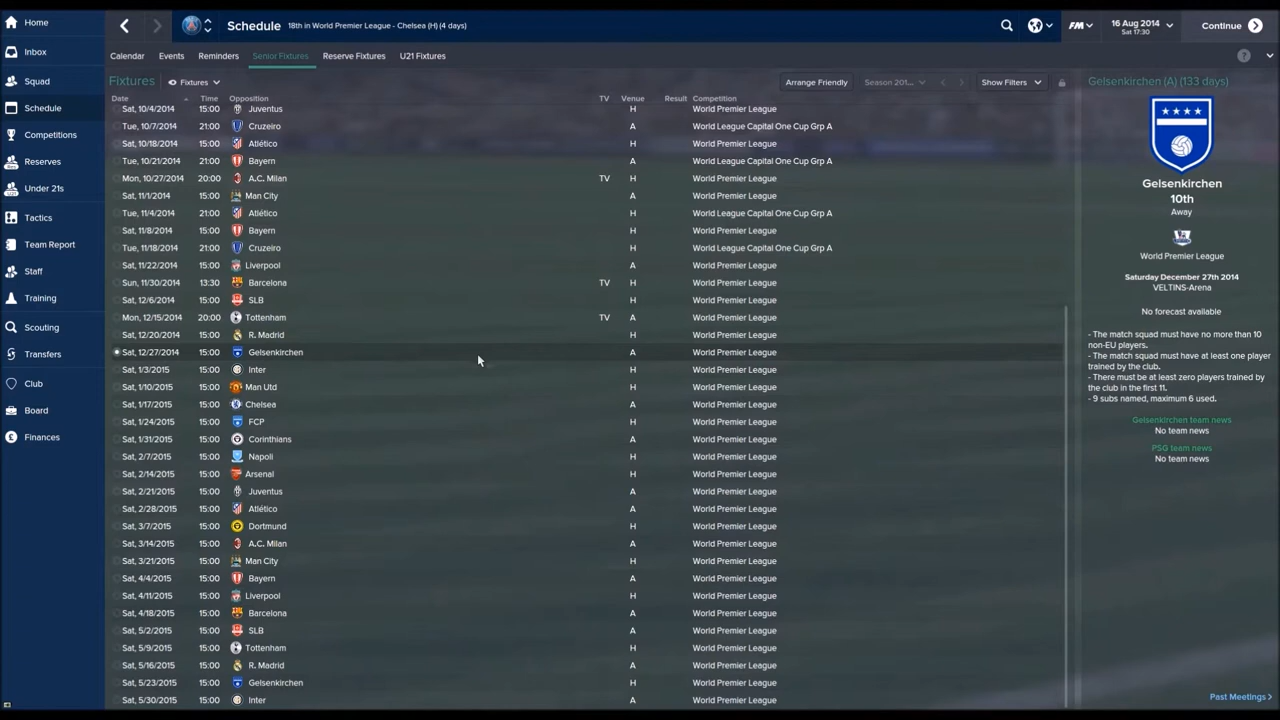 Home
Schedule
18th in World Premier League - Chelsea (H) (4 days)
FM
16 Aug 2014
Sat 17:30
Continue
Inbox
Squad
Schedule
Competitions
Reserves
Under 21s
Tactics
Team Report
Staff
Training
Scouting
Transfers
Club
Board
Finances
Calendar
Events
Reminders
Senior Fixtures
Reserve Fixtures
U21 Fixtures
Fixtures
Fixtures
Arrange Friendly
Season 201...
Show Filters
Date Time Opposition TV Venue Result Competition
Sat, 10/4/2014 15:00 Juventus H World Premier League
Tue, 10/7/2014 21:00 Cruzeiro A World League Capital One Cup Grp A
Sat, 10/18/2014 15:00 Atlético H World Premier League
Tue, 10/21/2014 21:00 Bayern A World League Capital One Cup Grp A
Mon, 10/27/2014 20:00 A.C. Milan TV H World Premier League
Sat, 11/1/2014 15:00 Man City A World Premier League
Tue, 11/4/2014 21:00 Atlético H World League Capital One Cup Grp A
Sat, 11/8/2014 15:00 Bayern H World Premier League
Tue, 11/18/2014 21:00 Cruzeiro H World League Capital One Cup Grp A
Sat, 11/22/2014 15:00 Liverpool A World Premier League
Sun, 11/30/2014 13:30 Barcelona TV H World Premier League
Sat, 12/6/2014 15:00 SLB H World Premier League
Mon, 12/15/2014 20:00 Tottenham TV A World Premier League
Sat, 12/20/2014 15:00 R. Madrid H World Premier League
Sat, 12/27/2014 15:00 Gelsenkirchen A World Premier League
Sat, 1/3/2015 15:00 Inter H World Premier League
Sat, 1/10/2015 15:00 Man Utd H World Premier League
Sat, 1/17/2015 15:00 Chelsea A World Premier League
Sat, 1/24/2015 15:00 FCP H World Premier League
Sat, 1/31/2015 15:00 Corinthians A World Premier League
Sat, 2/7/2015 15:00 Napoli H World Premier League
Sat, 2/14/2015 15:00 Arsenal H World Premier League
Sat, 2/21/2015 15:00 Juventus A World Premier League
Sat, 2/28/2015 15:00 Atlético A World Premier League
Sat, 3/7/2015 15:00 Dortmund H World Premier League
Sat, 3/14/2015 15:00 A.C. Milan A World Premier League
Sat, 3/21/2015 15:00 Man City H World Premier League
Sat, 4/4/2015 15:00 Bayern A World Premier League
Sat, 4/11/2015 15:00 Liverpool H World Premier League
Sat, 4/18/2015 15:00 Barcelona A World Premier League
Sat, 5/2/2015 15:00 SLB A World Premier League
Sat, 5/9/2015 15:00 Tottenham H World Premier League
Sat, 5/16/2015 15:00 R. Madrid A World Premier League
Sat, 5/23/2015 15:00 Gelsenkirchen H World Premier League
Sat, 5/30/2015 15:00 Inter A World Premier League
Gelsenkirchen (A) (133 days)
Gelsenkirchen
10th
Away
World Premier League
Saturday December 27th 2014
VELTINS-Arena
No forecast available
- The match squad must have no more than 10
non-EU players.
- The match squad must have at least one player
trained by the club.
- There must be at least zero players trained by
the club in the first 11.
- 9 subs named, maximum 6 used.
Gelsenkirchen team news
No team news
PSG team news
No team news
Past Meetings >